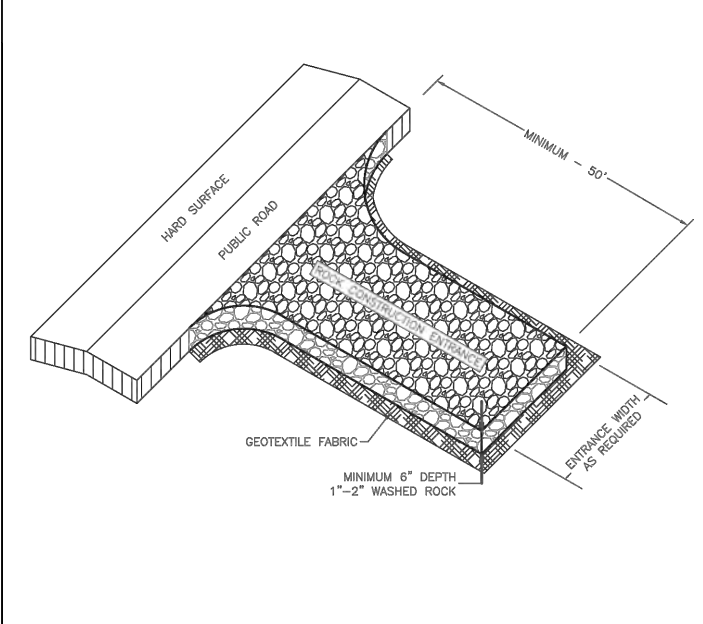 MINIMUM - 50'
HARD SURFACE
PUBLIC ROAD
ROCK CONSTRUCTION ENTRANCE
ENTRANCE WIDTH
AS REQUIRED
GEOTEXTILE FABRIC
MINIMUM 6" DEPTH
1"-2" WASHED ROCK